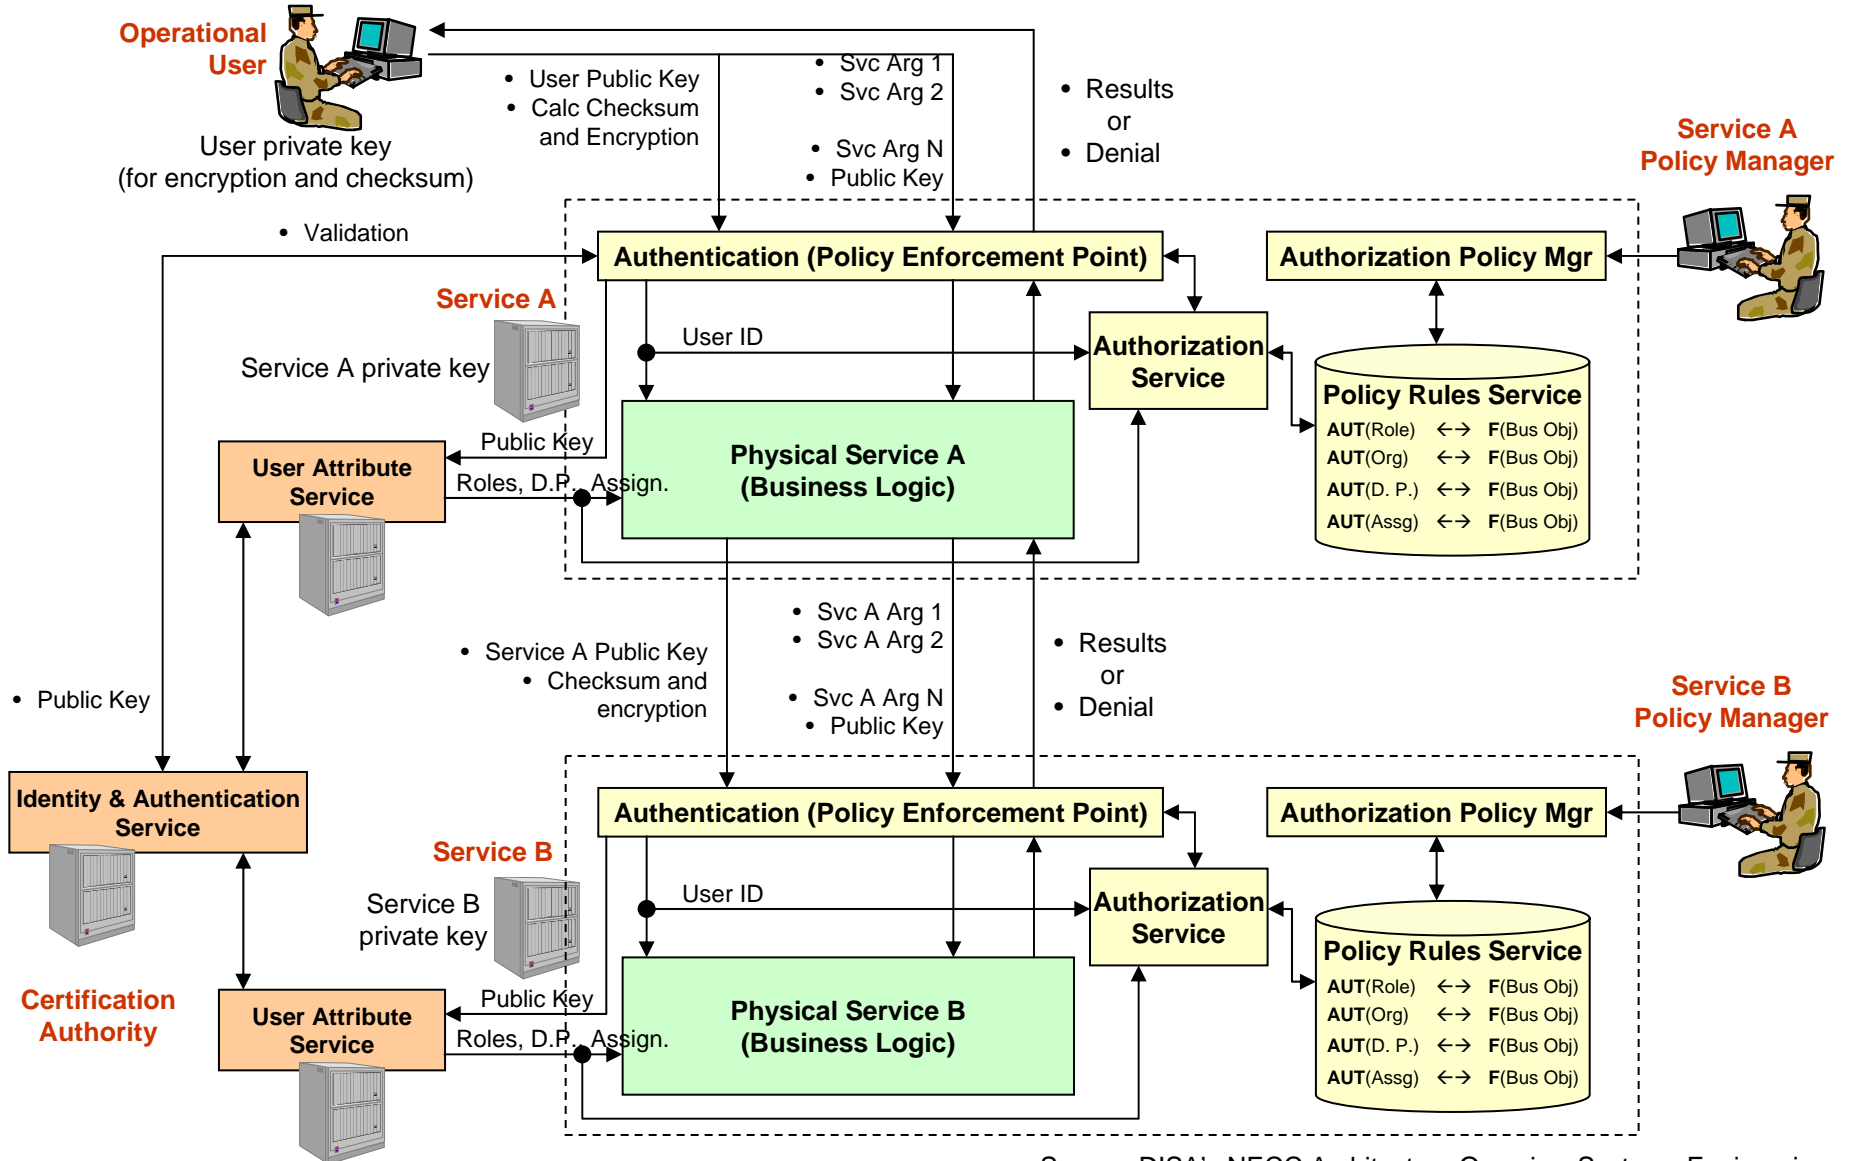 Operational
User
User private key
(for encryption and checksum)
• User Public Key
• Calc Checksum
and Encryption
• Svc Arg 1
• Svc Arg 2
• Svc Arg N
• Public Key
• Results
or
• Denial
Service A
Policy Manager
• Validation
Authentication (Policy Enforcement Point)
Authorization Policy Mgr
Service A
Service A private key
User ID
Authorization
Service
Policy Rules Service
AUT(Role) ←→ F(Bus Obj)
AUT(Org) ←→ F(Bus Obj)
AUT(D. P.) ←→ F(Bus Obj)
AUT(Assg) ←→ F(Bus Obj)
Public Key
User Attribute
Service
Roles, D.P., Assign.
Physical Service A
(Business Logic)
• Service A Public Key
• Checksum and
encryption
• Svc A Arg 1
• Svc A Arg 2
• Svc A Arg N
• Public Key
• Results
or
• Denial
Service B
Policy Manager
• Public Key
Identity & Authentication
Service
Certification
Authority
Authentication (Policy Enforcement Point)
Authorization Policy Mgr
Service B
Service B
private key
User ID
Authorization
Service
Policy Rules Service
AUT(Role) ←→ F(Bus Obj)
AUT(Org) ←→ F(Bus Obj)
AUT(D. P.) ←→ F(Bus Obj)
AUT(Assg) ←→ F(Bus Obj)
Public Key
User Attribute
Service
Roles, D.P., Assign.
Physical Service B
(Business Logic)